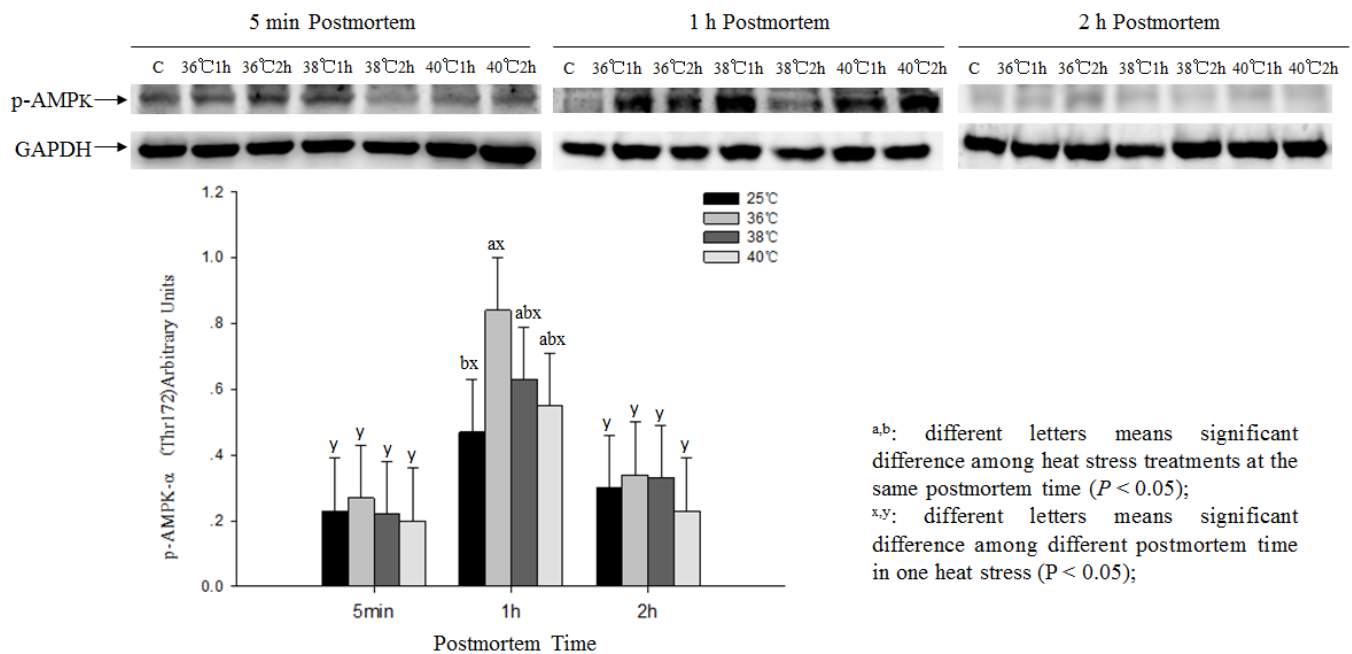 5 min Postmortem 1 h Postmortem 2 h Postmortem
C 36℃1h 36℃2h 38℃1h 38℃2h 40℃1h 40℃2h C 36℃1h 36℃2h 38℃1h 38℃2h 40℃1h 40℃2h C 36℃1h 36℃2h 38℃1h 38℃2h 40℃1h 40℃2h
p-AMPK
GAPDH
1.2
1.0
.8
.6
.4
.2
0.0
p-AMPK-α (Thr172)Arbitrary Units
25℃
36℃
38℃
40℃
y y y y
bx ax abx abx
y y y y
5min 1h 2h
Postmortem Time
a,b: different letters means significant
difference among heat stress treatments at the
same postmortem time (P < 0.05);
x,y: different letters means significant
difference among different postmortem time
in one heat stress (P < 0.05);